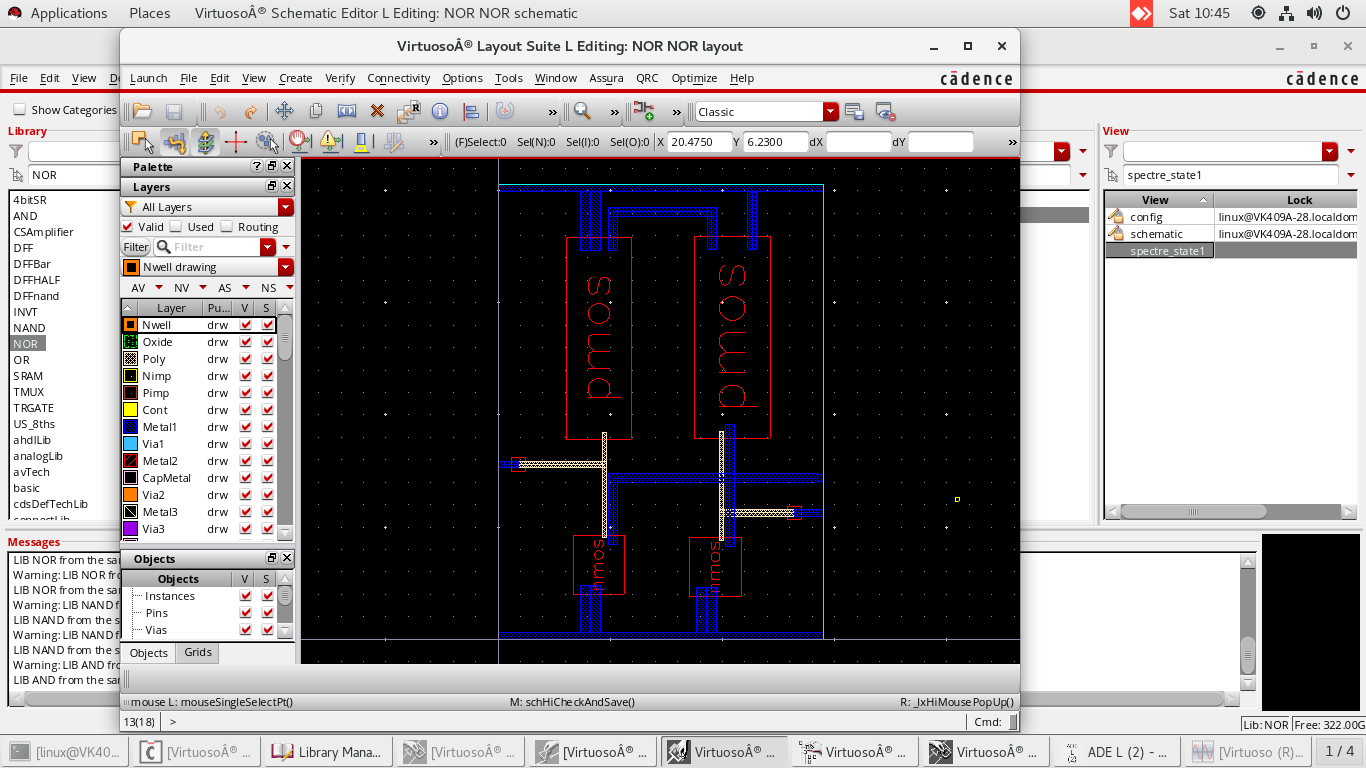 Applications Places VirtuosoÂ® Schematic Editor L Editing: NOR NOR schematic Sat 10:45
VirtuosoÂ® Layout Suite L Editing: NOR NOR layout
File Edit View
Launch File Edit View Create Verify Connectivity Options Tools Window Assura QRC Optimize Help cādence
cādence
Show Categories
Classic
Library
View
(F)Select:0 Sel(N):0 Sel(I):0 Sel(O):0 X 20.4750 Y 6.2300 dX dY
NOR
spectre_state1
Palette
Layers
All Layers
Valid Used Routing
Filter Filter
Nwell drawing
AV NV AS NS
Layer Pu... V S
Nwell drw
Oxide drw
Poly drw
Nimp drw
Pimp drw
Cont drw
Metal1 drw
Via1 drw
Metal2 drw
CapMetal drw
Via2 drw
Metal3 drw
Via3 drw
4bitSR
AND
CSAmplifier
DFF
DFFBar
DFFHALF
DFFnand
INVT
NAND
NOR
OR
SRAM
TMUX
TRGATE
US_8ths
ahdlLib
analogLib
avTech
basic
cdsDefTechLib
connectLib
View Lock
config linux@VK409A-28.localdom
schematic linux@VK409A-28.localdom
spectre_state1
pmos
pmos
nmos
nmos
Objects
Objects V S
Instances
Pins
Vias
Objects Grids
Messages
LIB NOR from the sa
Warning: LIB NOR fr
LIB NOR from the sa
Warning: LIB NAND f
LIB NAND from the s
Warning: LIB NAND f
LIB NAND from the s
Warning: LIB AND fr
LIB AND from the sa
mouse L: mouseSingleSelectPt() M: schHiCheckAndSave() R: _lxHiMousePopUp()
13(18) > Cmd:
Lib: NOR Free: 322.00G
[linux@VK40... [VirtuosoÂ® ... Library Mana... [VirtuosoÂ® ... [VirtuosoÂ® ... VirtuosoÂ® ... VirtuosoÂ® ... VirtuosoÂ® ... ADE L (2) - ... [Virtuoso (R)... 1 / 4